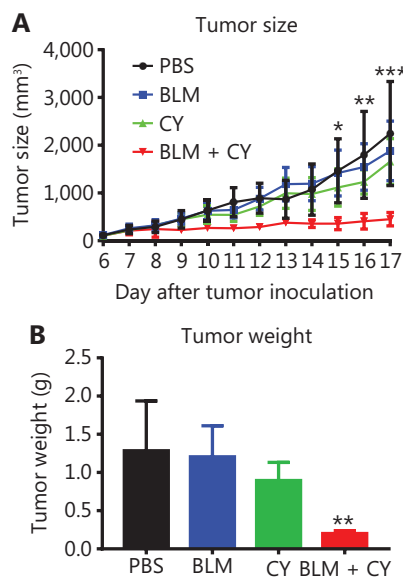 A
Tumor size
Tumor size (mm³)
4,000
3,000
2,000
1,000
0
PBS
BLM
CY
BLM + CY
*
**
***
6 7 8 9 10 11 12 13 14 15 16 17
Day after tumor inoculation
B
Tumor weight
Tumor weight (g)
2.5
2.0
1.5
1.0
0.5
0.0
**
PBS BLM CY BLM + CY